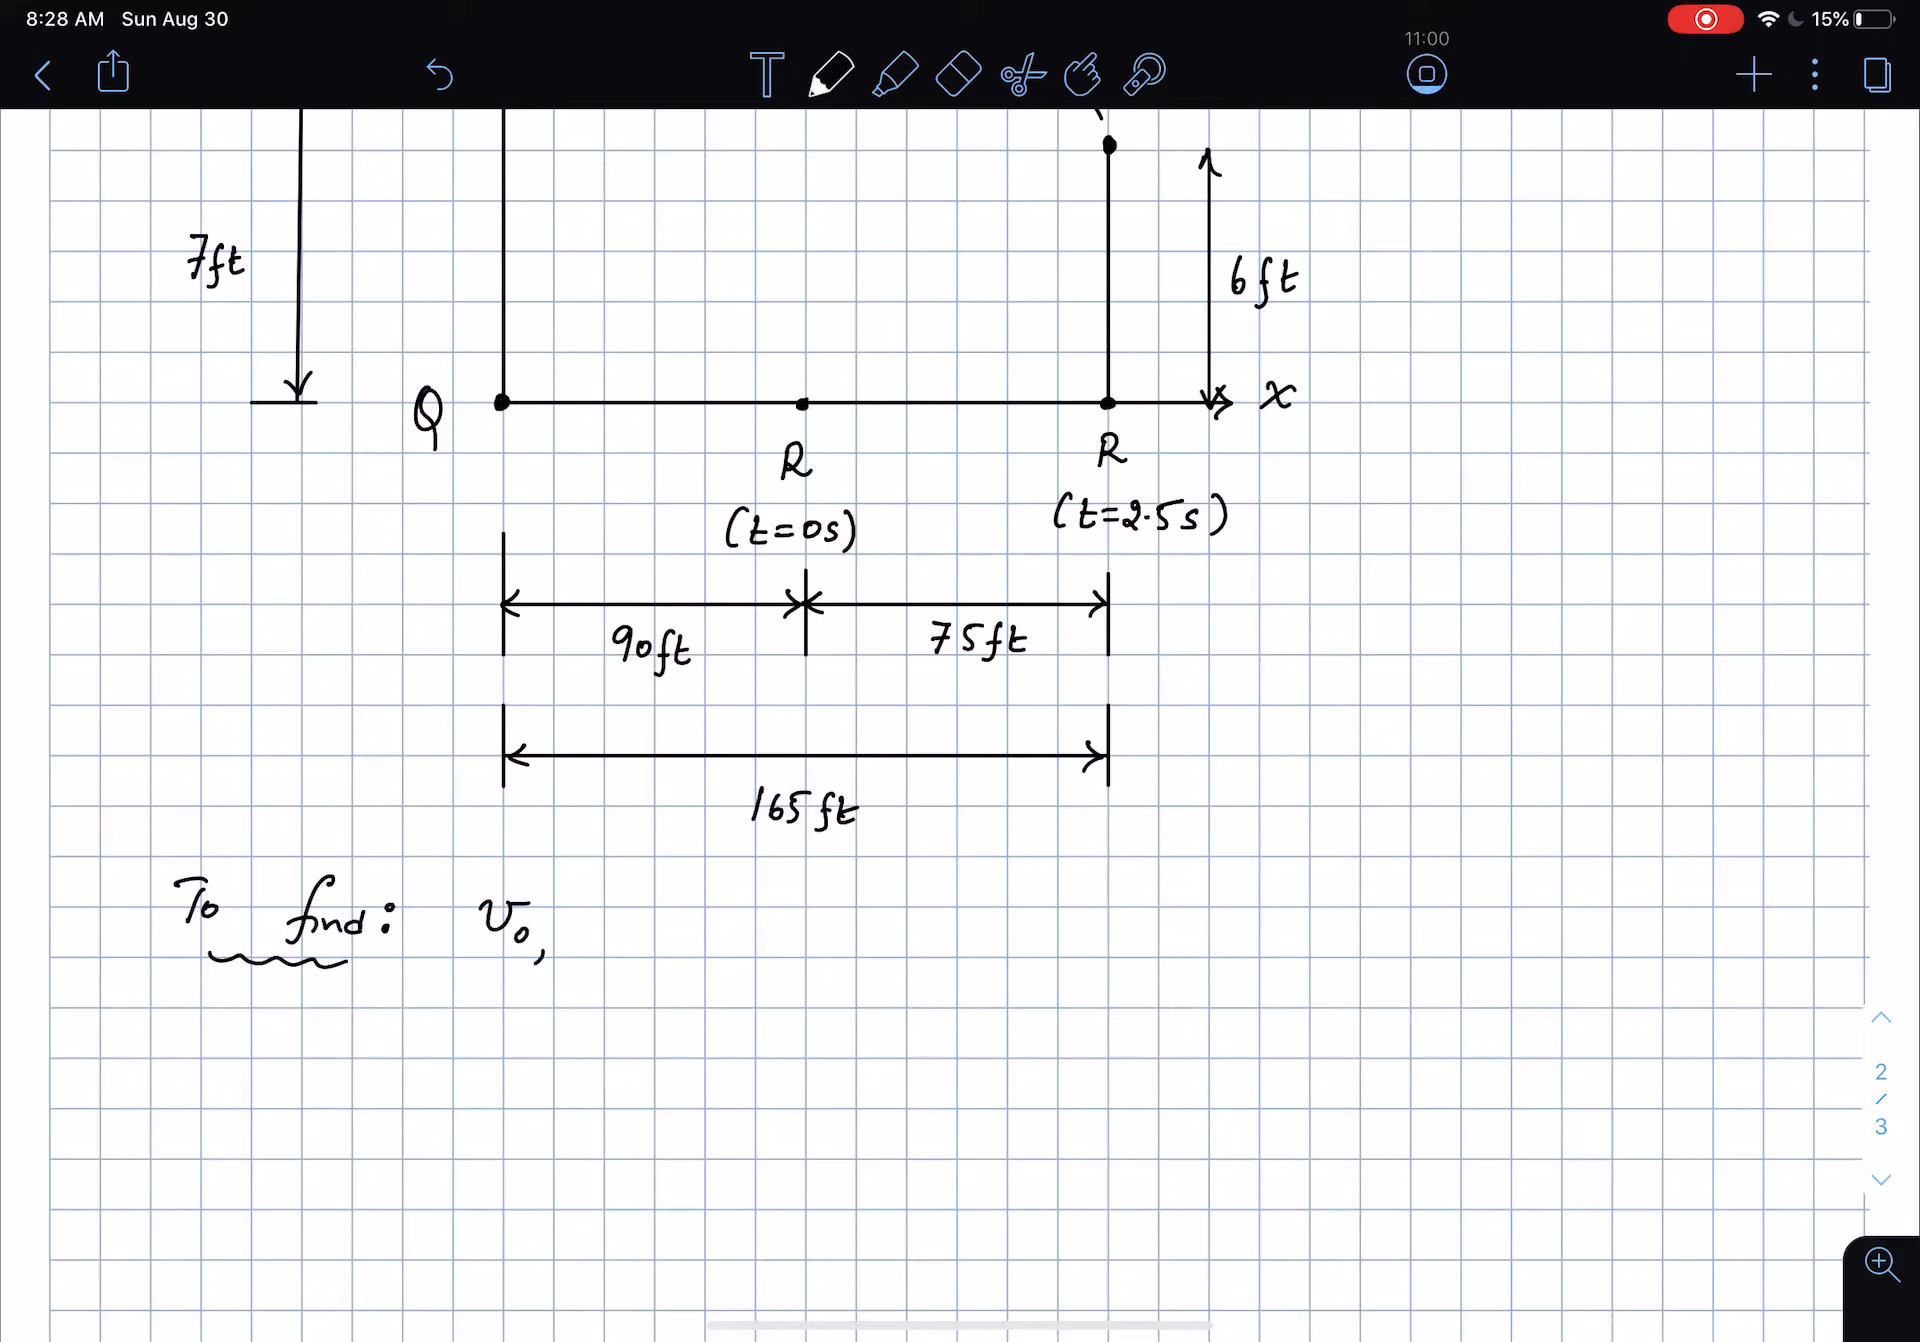 8:28 AM Sun Aug 30
15%
11:00
T
7ft
6ft
Q
x
R
R
(t=0s)
(t=2.5s)
90ft
75ft
165ft
To find: v₀,
2
/
3